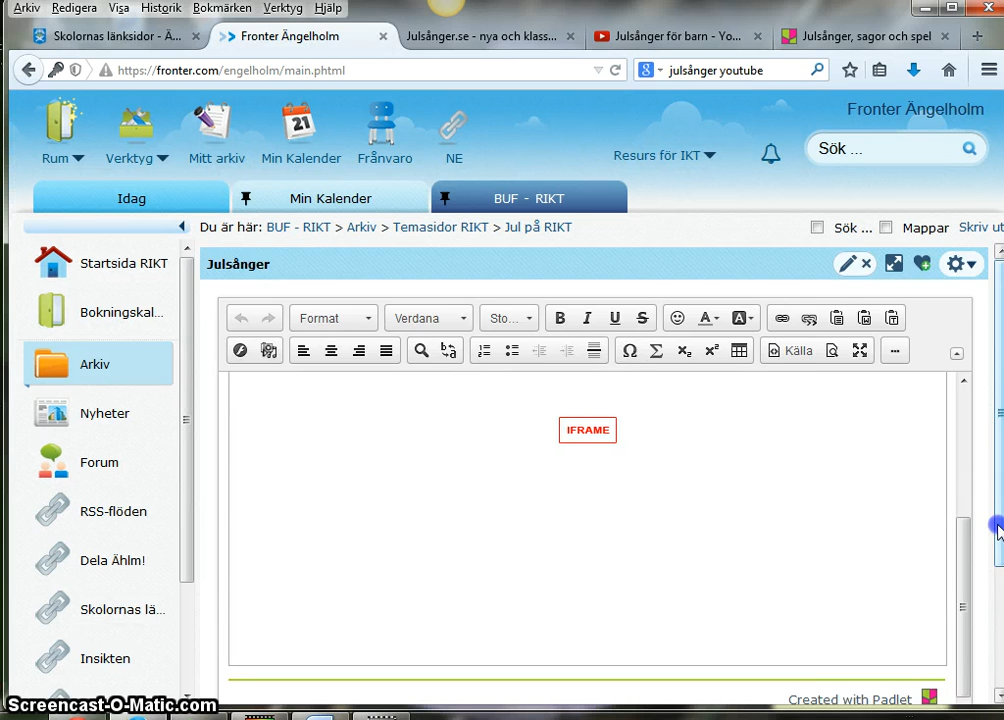 Arkiv Redigera Visa Historik Bokmärken Verktyg Hjälp
Skolornas länksidor - Ä... Fronter Ängelholm Julsånger.se - nya och klass... Julsånger för barn - Yo... Julsånger, sagor och spel
https://fronter.com/engelholm/main.phtml julsånger youtube
Fronter Ängelholm
Rum Verktyg Mitt arkiv Min Kalender Frånvaro NE Resurs för IKT Sök ...
Idag Min Kalender BUF - RIKT
Du är här: BUF - RIKT > Arkiv > Temasidor RIKT > Jul på RIKT Sök ... Mappar Skriv ut
Startsida RIKT
Bokningskal...
Arkiv
Nyheter
Forum
RSS-flöden
Dela Ählm!
Skolornas lä...
Insikten
Julsånger
Format Verdana Sto... B I U S A A
Ω Σ X₂ X² Källa ...
IFRAME
Created with Padlet
Screencast-O-Matic.com